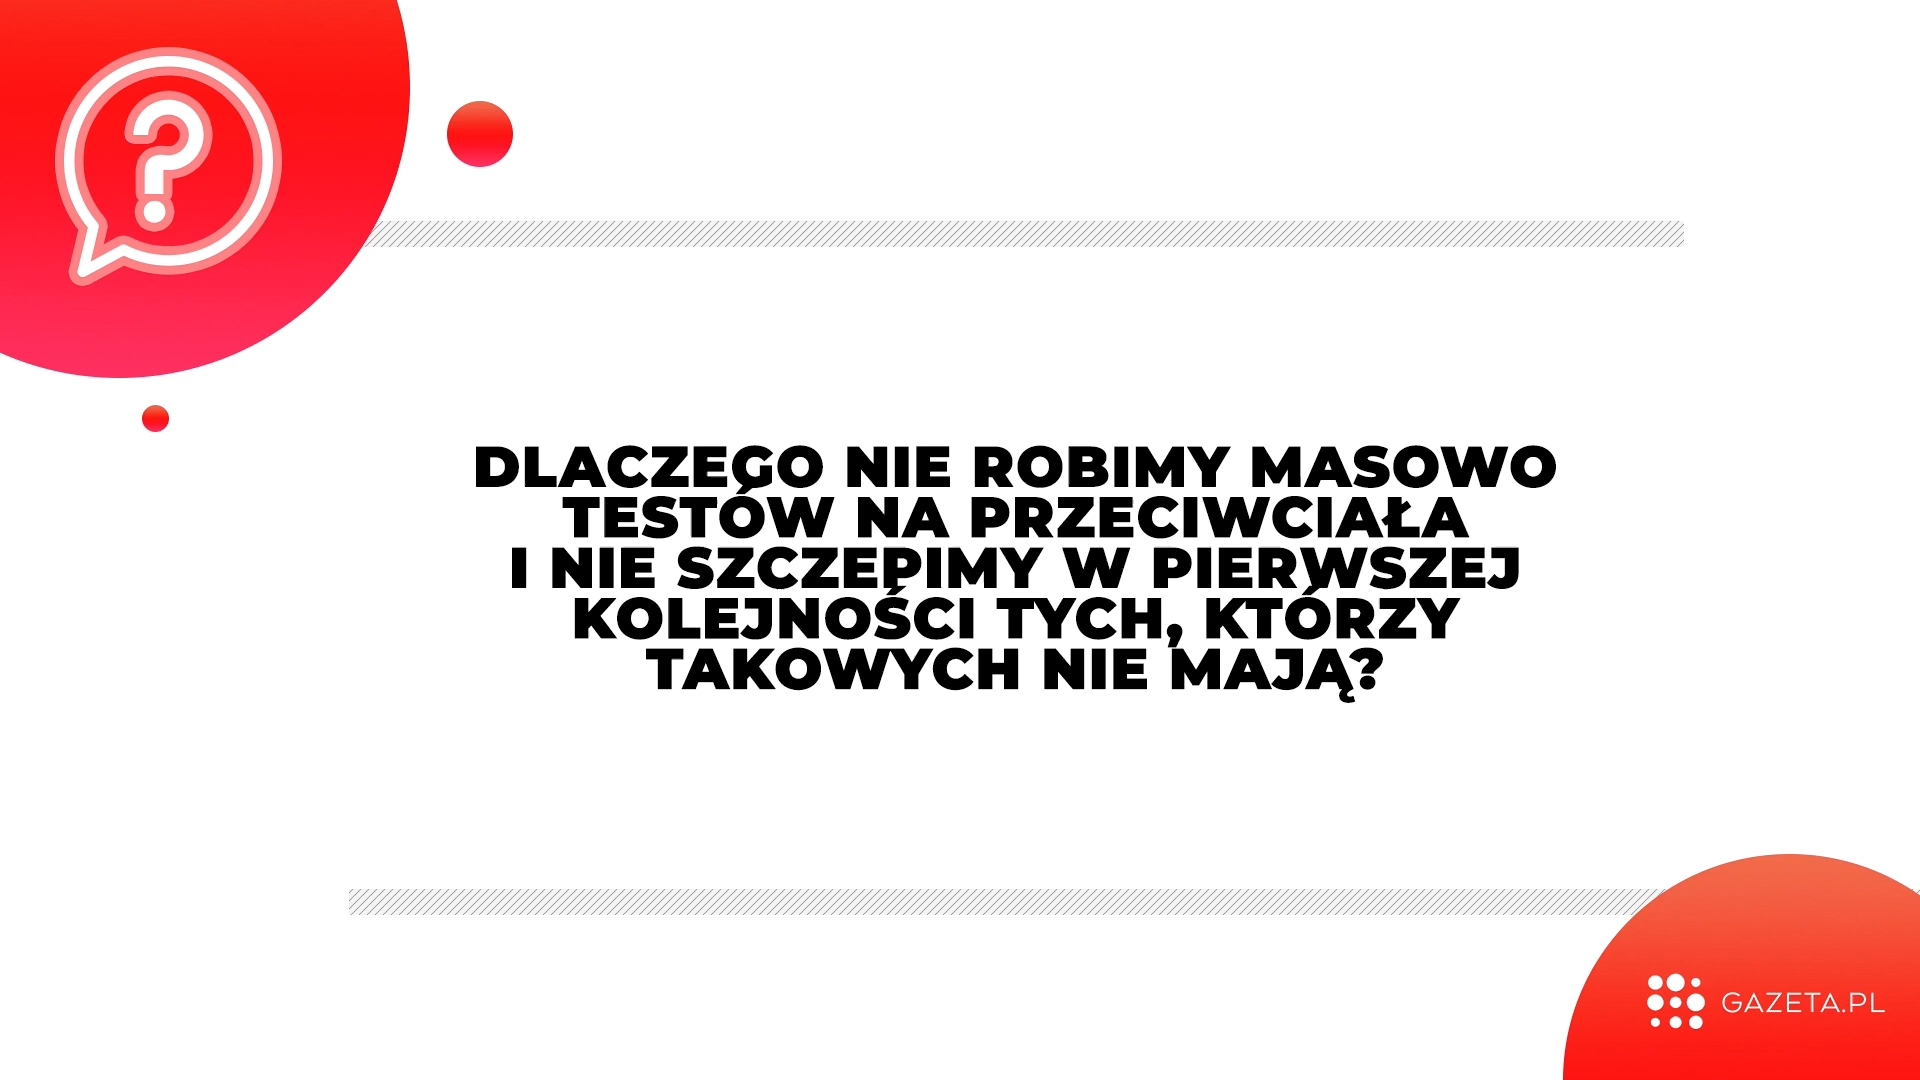 DLACZEGO NIE ROBIMY MASOWO
TESTÓW NA PRZECIWCIAŁA
I NIE SZCZEPIMY W PIERWSZEJ
KOLEJNOŚCI TYCH, KTÓRZY
TAKOWYCH NIE MAJĄ?
GAZETA.PL